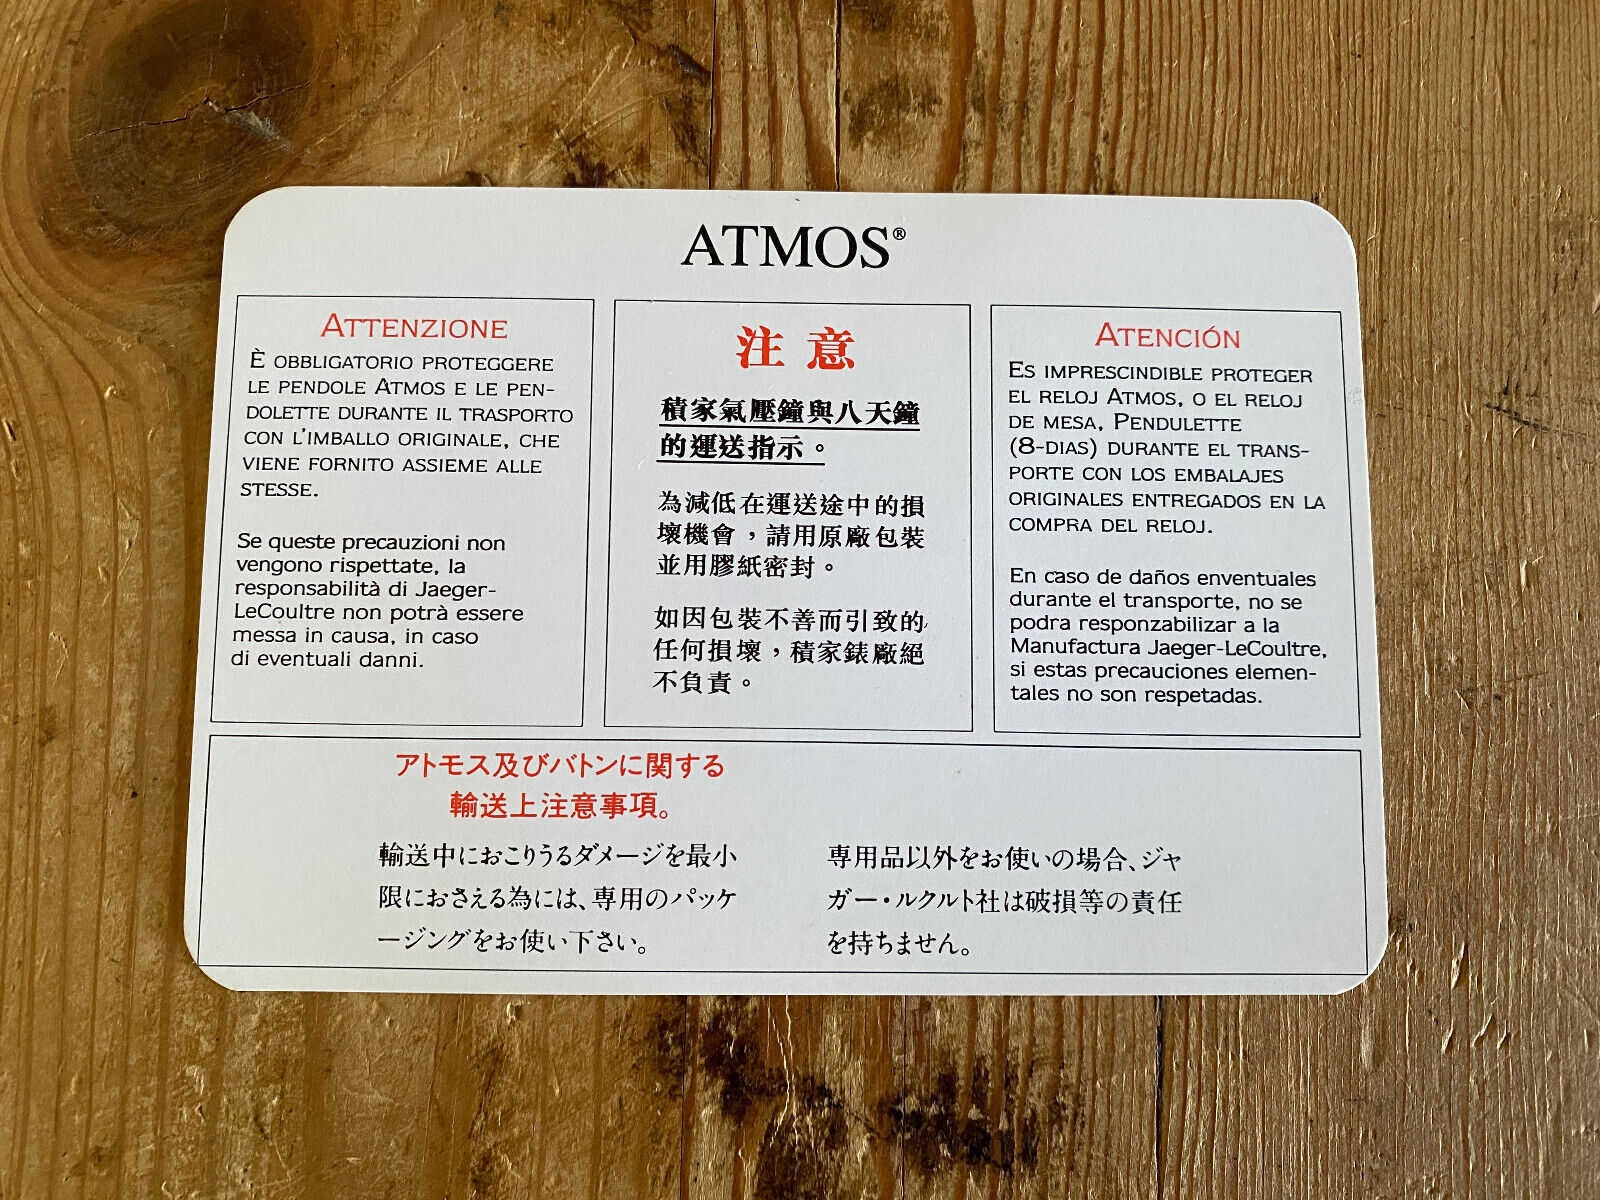 ATMOS®
ATTENZIONE
È OBBLIGATORIO PROTEGGERE
LE PENDOLE ATMOS E LE PEN-
DOLETTE DURANTE IL TRASPORTO
CON L'IMBALLO ORIGINALE, CHE
VIENE FORNITO ASSIEME ALLE
STESSE.
Se queste precauzioni non
vengono rispettate, la
responsabilità di Jaeger-
LeCoultre non potrà essere
messa in causa, in caso
di eventuali danni.
注意
積家氣壓鐘與八天鐘
的運送指示。
為減低在運送途中的損
壞機會，請用原廠包裝
並用膠紙密封。
如因包裝不善而引致的
任何損壞，積家錶廠絕
不負責。
ATENCIÓN
ES IMPRESCINDIBLE PROTEGER
EL RELOJ ATMOS, O EL RELOJ
DE MESA, PENDULETTE
(8-DIAS) DURANTE EL TRANS-
PORTE CON LOS EMBALAJES
ORIGINALES ENTREGADOS EN LA
COMPRA DEL RELOJ.
En caso de daños enventuales
durante el transporte, no se
podra responzabilizar a la
Manufactura Jaeger-LeCoultre,
si estas precauciones elemen-
tales no son respetadas.
アトモス及びバトンに関する
輸送上注意事項。
輸送中におこりうるダメージを最小
限におさえる為には、専用のパッケ
ージングをお使い下さい。
専用品以外をお使いの場合、ジャ
ガー・ルクルト社は破損等の責任
を持ちません。